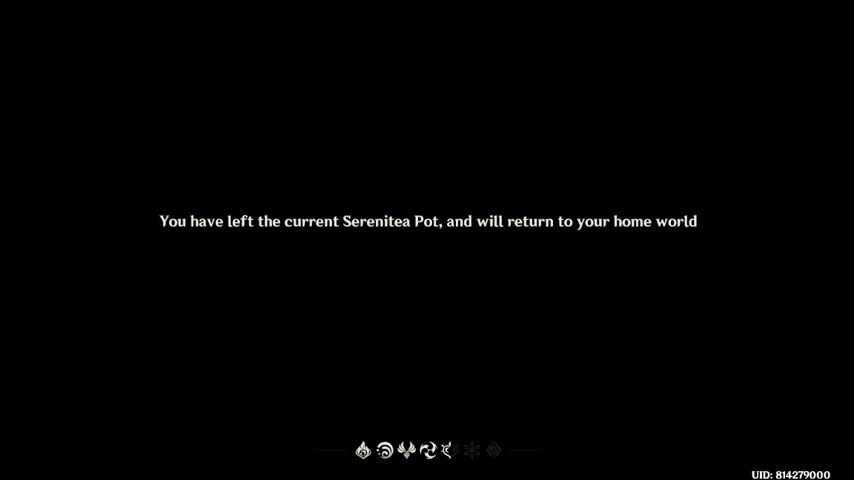 You have left the current Serenitea Pot, and will return to your home world
UID: 814279000